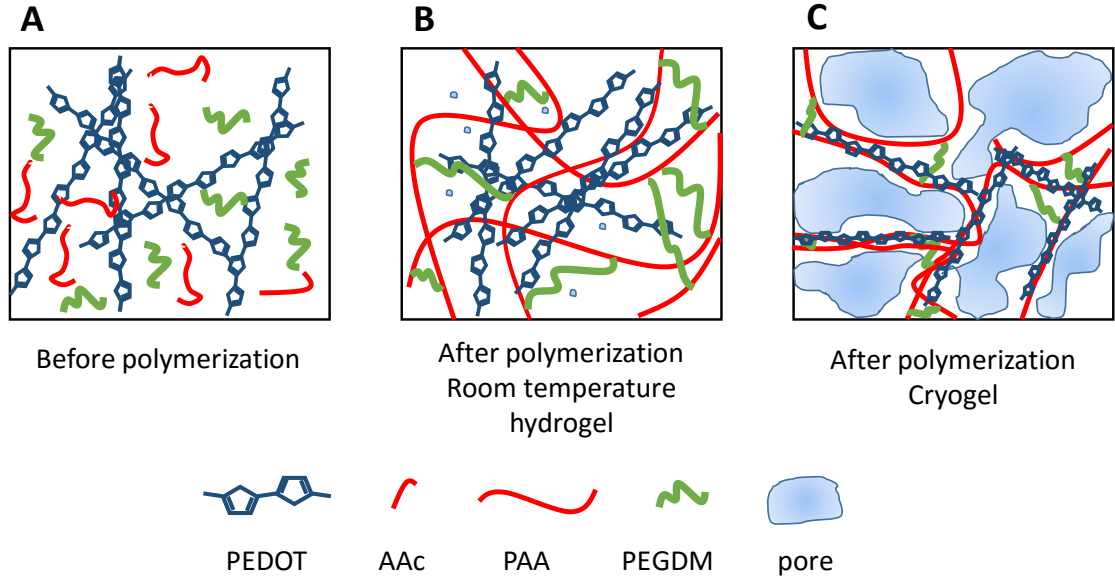 A
B
C
Before polymerization
After polymerization
Room temperature
hydrogel
After polymerization
Cryogel
PEDOT
AAc
PAA
PEGDM
pore